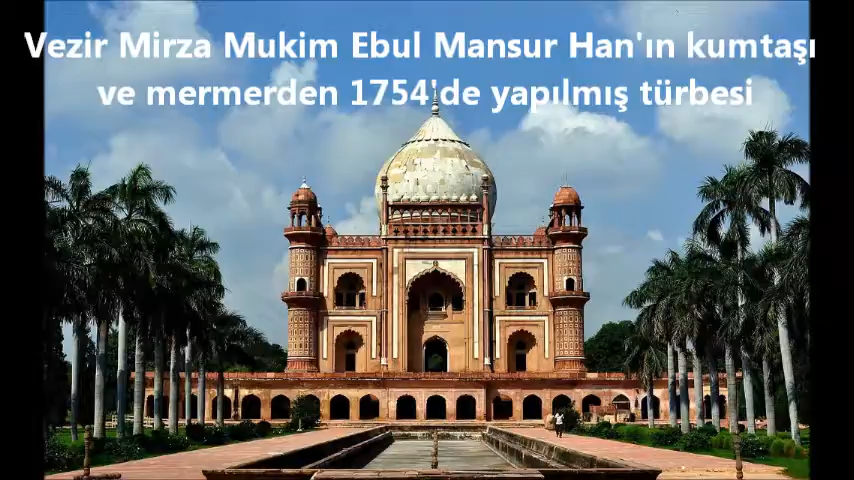 Vezir Mirza Mukim Ebul Mansur Han'ın kumtaşı
ve mermerden 1754'de yapılmış türbesi